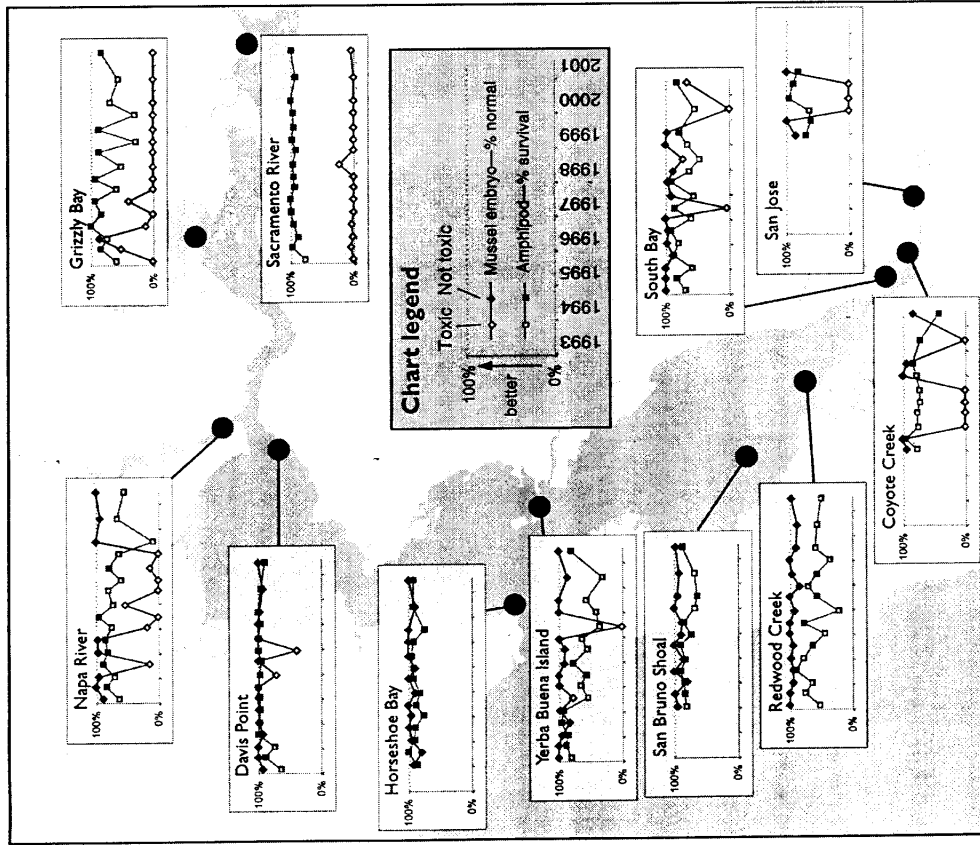 Grizzly Bay
100%
0%
Sacramento River
100%
0%
Napa River
100%
0%
Davis Point
100%
0%
Chart legend
Toxic Not toxic
Mussel embryo—% normal
Amphipod—% survival
100%
better
0%
1993 1994 1995 1996 1997 1998 1999 2000 2001
Horseshoe Bay
100%
0%
Yerba Buena Island
100%
0%
San Bruno Shoal
100%
0%
Redwood Creek
100%
0%
South Bay
100%
0%
San Jose
100%
0%
Coyote Creek
100%
0%